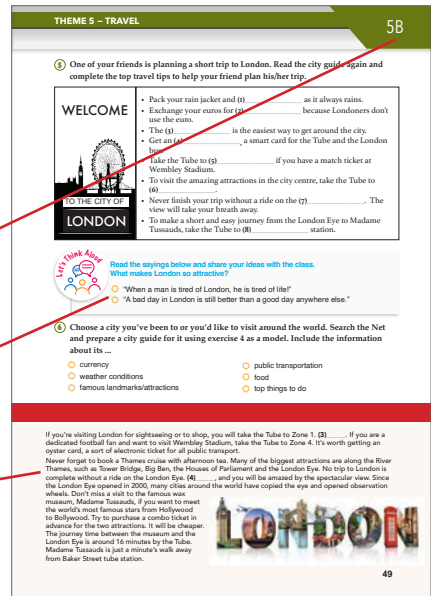 THEME 5 – TRAVEL
5B
5 One of your friends is planning a short trip to London. Read the city guide again and
complete the top travel tips to help your friend plan his/her trip.
WELCOME
TO THE CITY OF
LONDON
• Pack your rain jacket and (1)______________ as it always rains.
• Exchange your euros for (2)______________ because Londoners don't
use the euro.
• The (3)______________ is the easiest way to get around the city.
• Get an (4)______________, a smart card for the Tube and the London
bus.
Take the Tube to (5)______________ if you have a match ticket at
Wembley Stadium.
• To visit the amazing attractions in the city centre, take the Tube to
(6)______________.
• Never finish your trip without a ride on the (7)______________. The
view will take your breath away.
• To make a short and easy journey from the London Eye to Madame
Tussauds, take the Tube to (8)______________ station.
Let's Think Aloud
Read the sayings below and share your ideas with the class.
What makes London so attractive?
"When a man is tired of London, he is tired of life!"
"A bad day in London is still better than a good day anywhere else."
6 Choose a city you've been to or you'd like to visit around the world. Search the Net
and prepare a city guide for it using exercise 4 as a model. Include the information
about its ...
currency
weather conditions
famous landmarks/attractions
public transportation
food
top things to do
If you're visiting London for sightseeing or to shop, you will take the Tube to Zone 1. (3)_____. If you are a
dedicated football fan and want to visit Wembley Stadium, take the Tube to Zone 4. It's worth getting an
oyster card, a sort of electronic ticket for all public transport.
Never forget to book a Thames cruise with afternoon tea. Many of the biggest attractions are along the River
Thames, such as Tower Bridge, Big Ben, the Houses of Parliament and the London Eye. No trip to London is
complete without a ride on the London Eye. (4)_____, and you will be amazed by the spectacular view. Since
the London Eye opened in 2000, many cities around the world have copied the eye and opened observation
wheels. Don't miss a visit to the famous wax
museum, Madame Tussauds, if you want to meet
the world's most famous stars from Hollywood
to Bollywood. Try to purchase a combo ticket in
advance for the two attractions. It will be cheaper.
The journey time between the museum and the
London Eye is around 16 minutes by the Tube.
Madame Tussauds is just a minute's walk away
from Baker Street tube station.
LONDON
49